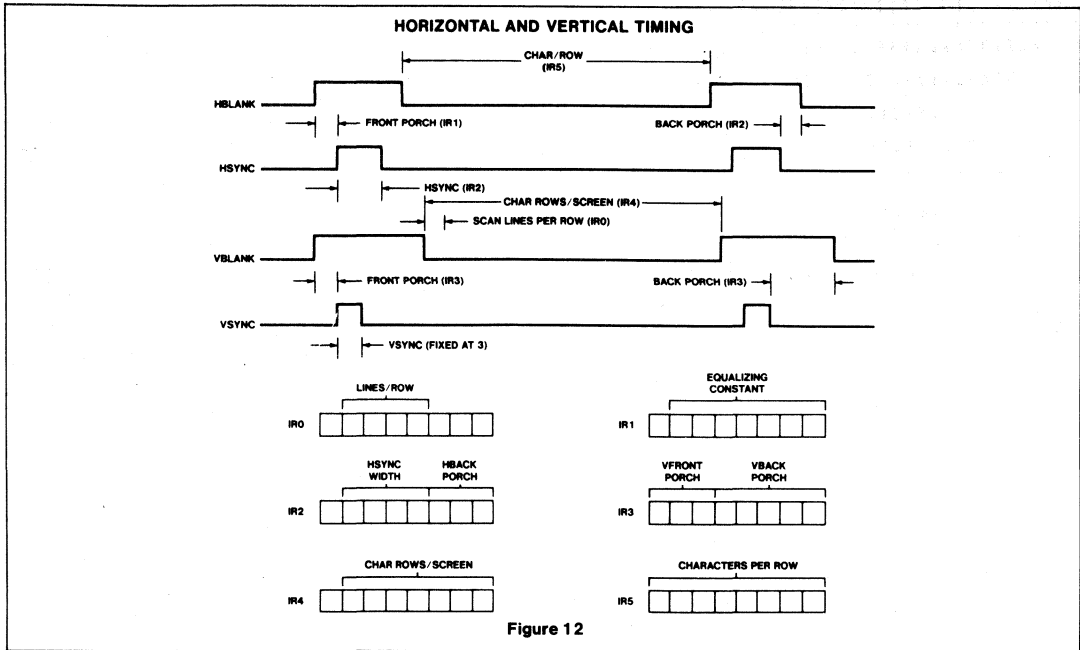 HORIZONTAL AND VERTICAL TIMING
CHAR/ROW
(IR5)
HBLANK
FRONT PORCH (IR1)
BACK PORCH (IR2)
HSYNC
HSYNC (IR2)
CHAR ROWS/SCREEN (IR4)
SCAN LINES PER ROW (IR0)
VBLANK
FRONT PORCH (IR3)
BACK PORCH (IR3)
VSYNC
VSYNC (FIXED AT 3)
LINES/ROW
IR0
EQUALIZING
CONSTANT
IR1
HSYNC
WIDTH
HBACK
PORCH
IR2
VFRONT
PORCH
VBACK
PORCH
IR3
CHAR ROWS/SCREEN
IR4
CHARACTERS PER ROW
IR5
Figure 12